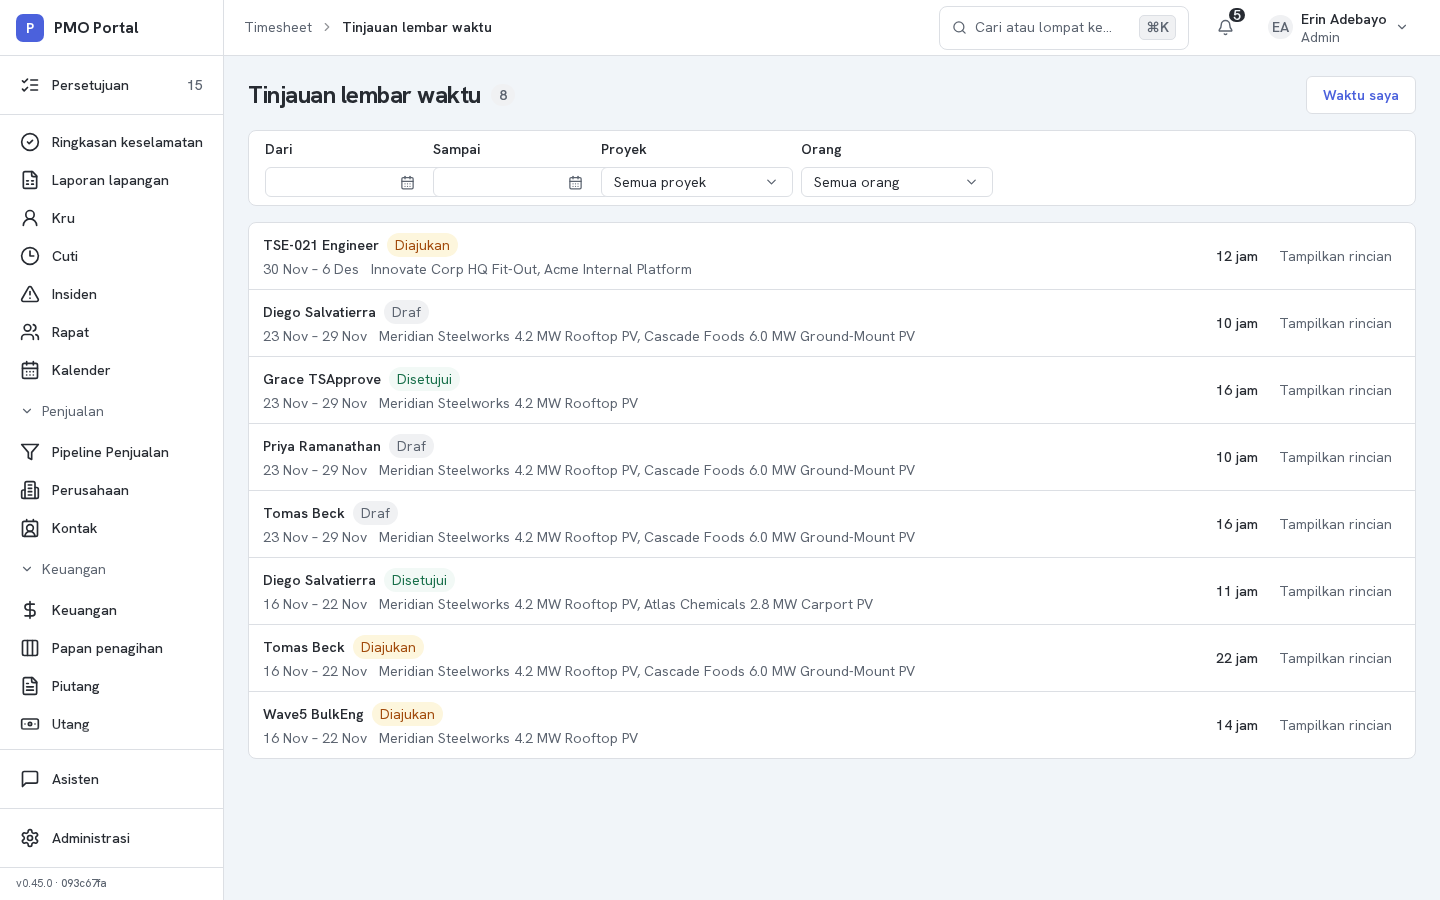 P PMO Portal
Timesheet
Tinjauan lembar waktu
Cari atau lompat ke...
⌘K
5
EA
Erin Adebayo
Admin
Persetujuan 15
Ringkasan keselamatan
Laporan lapangan
Kru
Cuti
Insiden
Rapat
Kalender
Penjualan
Pipeline Penjualan
Perusahaan
Kontak
Keuangan
Keuangan
Papan penagihan
Piutang
Utang
Asisten
Administrasi
v0.45.0 · 093c67fa
Tinjauan lembar waktu 8
Waktu saya
Dari
Sampai
Proyek
Orang
Semua proyek
Semua orang
TSE-021 Engineer Diajukan
30 Nov – 6 Des Innovate Corp HQ Fit-Out, Acme Internal Platform
12 jam Tampilkan rincian
Diego Salvatierra Draf
23 Nov – 29 Nov Meridian Steelworks 4.2 MW Rooftop PV, Cascade Foods 6.0 MW Ground-Mount PV
10 jam Tampilkan rincian
Grace TSApprove Disetujui
23 Nov – 29 Nov Meridian Steelworks 4.2 MW Rooftop PV
16 jam Tampilkan rincian
Priya Ramanathan Draf
23 Nov – 29 Nov Meridian Steelworks 4.2 MW Rooftop PV, Cascade Foods 6.0 MW Ground-Mount PV
10 jam Tampilkan rincian
Tomas Beck Draf
23 Nov – 29 Nov Meridian Steelworks 4.2 MW Rooftop PV, Cascade Foods 6.0 MW Ground-Mount PV
16 jam Tampilkan rincian
Diego Salvatierra Disetujui
16 Nov – 22 Nov Meridian Steelworks 4.2 MW Rooftop PV, Atlas Chemicals 2.8 MW Carport PV
11 jam Tampilkan rincian
Tomas Beck Diajukan
16 Nov – 22 Nov Meridian Steelworks 4.2 MW Rooftop PV, Cascade Foods 6.0 MW Ground-Mount PV
22 jam Tampilkan rincian
Wave5 BulkEng Diajukan
16 Nov – 22 Nov Meridian Steelworks 4.2 MW Rooftop PV
14 jam Tampilkan rincian